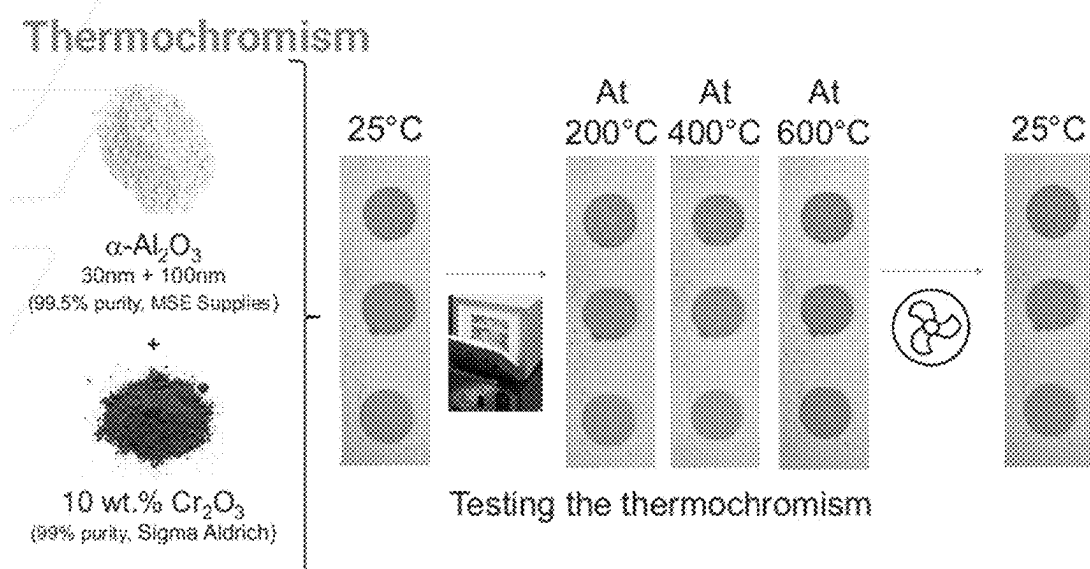 Thermochromism
α-Al₂O₃
30nm + 100nm
(99.5% purity, MSE Supplies)
+
10 wt.% Cr₂O₃
(99% purity, Sigma Aldrich)
25°C
At
200°C
At
400°C
At
600°C
25°C
Testing the thermochromism